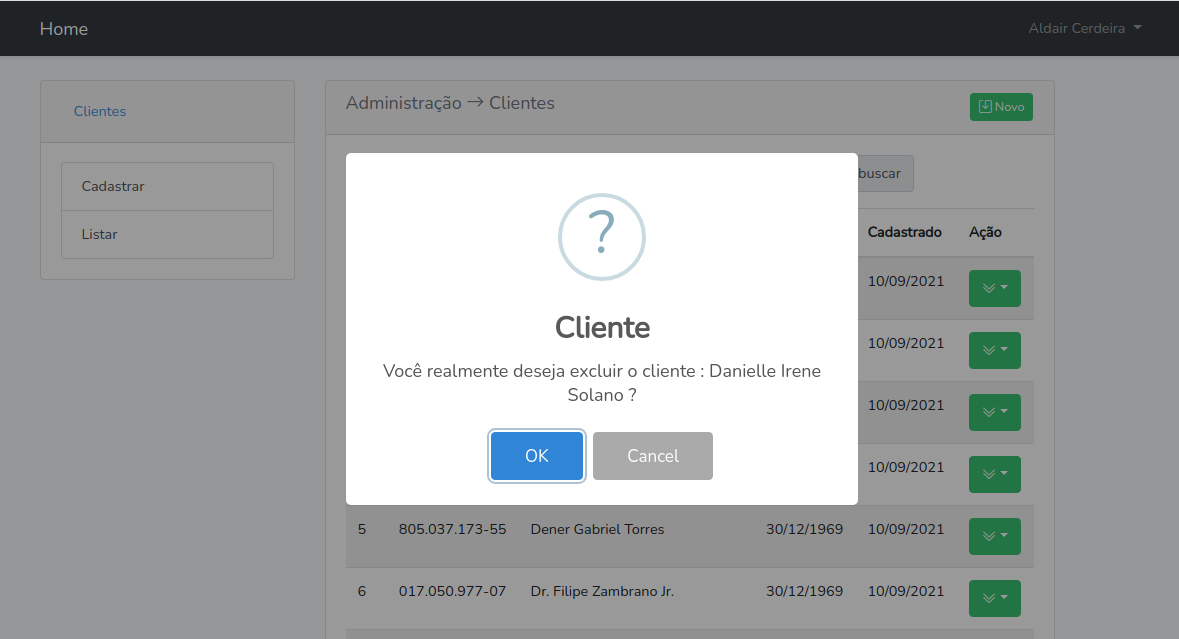 Home
Aldair Cerdeira
Clientes
Cadastrar
Listar
Administração → Clientes
Novo
buscar
Cadastrado Ação
10/09/2021
10/09/2021
10/09/2021
10/09/2021
5 805.037.173-55 Dener Gabriel Torres 30/12/1969 10/09/2021
6 017.050.977-07 Dr. Filipe Zambrano Jr. 30/12/1969 10/09/2021
?
Cliente
Você realmente deseja excluir o cliente : Danielle Irene
Solano ?
OK
Cancel